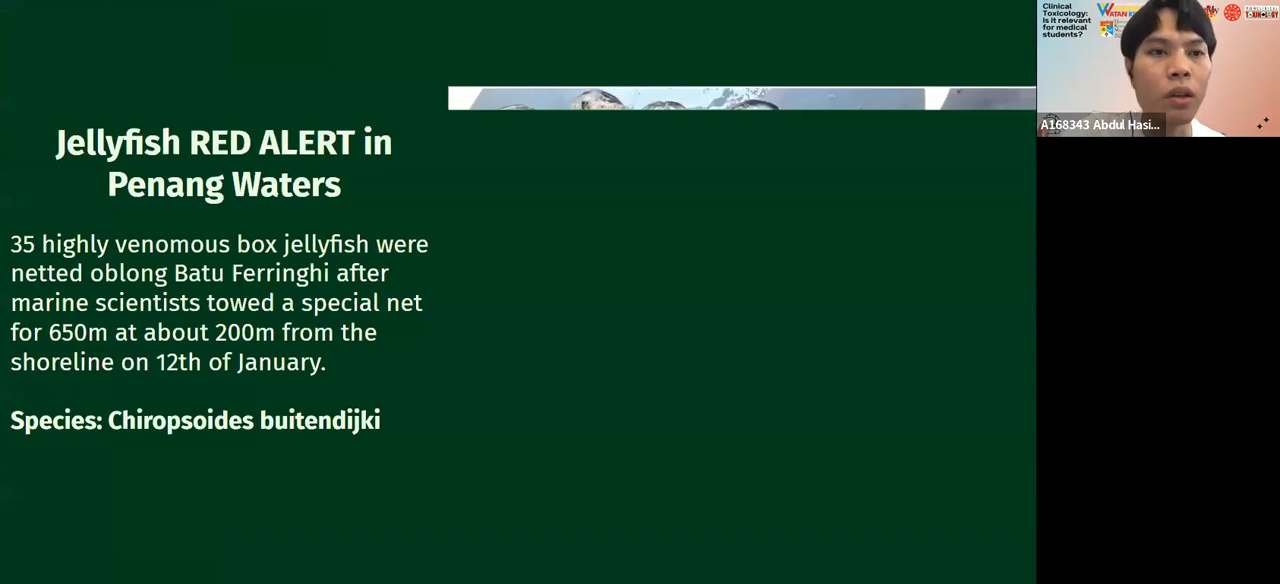 Jellyfish RED ALERT in
Penang Waters
35 highly venomous box jellyfish were
netted oblong Batu Ferringhi after
marine scientists towed a special net
for 650m at about 200m from the
shoreline on 12th of January.
Species: Chiropsoides buitendijki
Clinical
Toxicology:
Is it relevant
for medical
students?
A168343 Abdul Hasi...